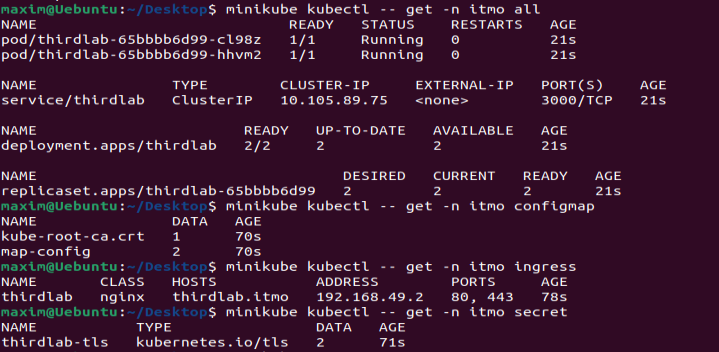 maxim@Uebuntu:~/Desktop$ minikube kubectl -- get -n itmo all
NAME                            READY   STATUS    RESTARTS   AGE
pod/thirdlab-65bbbb6d99-cl98z   1/1     Running   0          21s
pod/thirdlab-65bbbb6d99-hhvm2   1/1     Running   0          21s
NAME               TYPE        CLUSTER-IP     EXTERNAL-IP   PORT(S)    AGE
service/thirdlab   ClusterIP   10.105.89.75   <none>        3000/TCP   21s
NAME                       READY   UP-TO-DATE   AVAILABLE   AGE
deployment.apps/thirdlab   2/2     2            2           21s
NAME                                  DESIRED   CURRENT   READY   AGE
replicaset.apps/thirdlab-65bbbb6d99   2         2         2       21s
maxim@Uebuntu:~/Desktop$ minikube kubectl -- get -n itmo configmap
NAME               DATA   AGE
kube-root-ca.crt   1      70s
map-config         2      70s
maxim@Uebuntu:~/Desktop$ minikube kubectl -- get -n itmo ingress
NAME       CLASS   HOSTS           ADDRESS        PORTS     AGE
thirdlab   nginx   thirdlab.itmo   192.168.49.2   80, 443   78s
maxim@Uebuntu:~/Desktop$ minikube kubectl -- get -n itmo secret
NAME           TYPE                DATA   AGE
thirdlab-tls   kubernetes.io/tls   2      71s